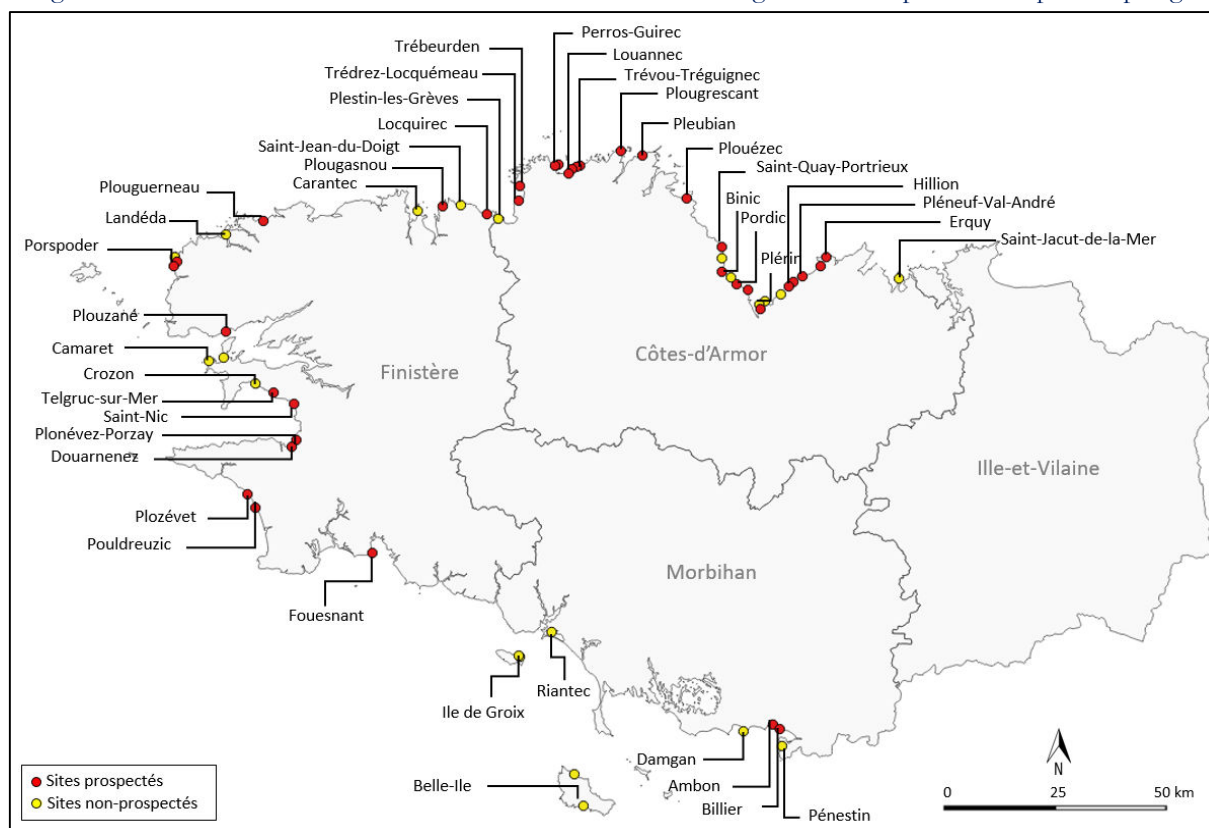 Perros-Guirec
Trébeurden
Louannec
Trédrez-Locquémeau
Trévou-Tréguignec
Plestin-les-Grèves
Plougrescant
Locquirec
Pleubian
Saint-Jean-du-Doigt
Plouézec
Plougasnou
Saint-Quay-Portrieux
Carantec
Hillion
Plouguerneau
Binic
Pléneuf-Val-André
Landéda
Pordic
Erquy
Porspoder
Plérin
Saint-Jacut-de-la-Mer
Plouzané
Camaret
Côtes-d'Armor
Crozon
Finistère
Telgruc-sur-Mer
Saint-Nic
Plonévez-Porzay
Douarnenez
Ille-et-Vilaine
Plozévet
Pouldreuzic
Morbihan
Fouesnant
Riantec
Ile de Groix
Damgan
Belle-Ile
Ambon
Billier
Pénestin
Sites prospectés
Sites non-prospectés
N
0 25 50 km